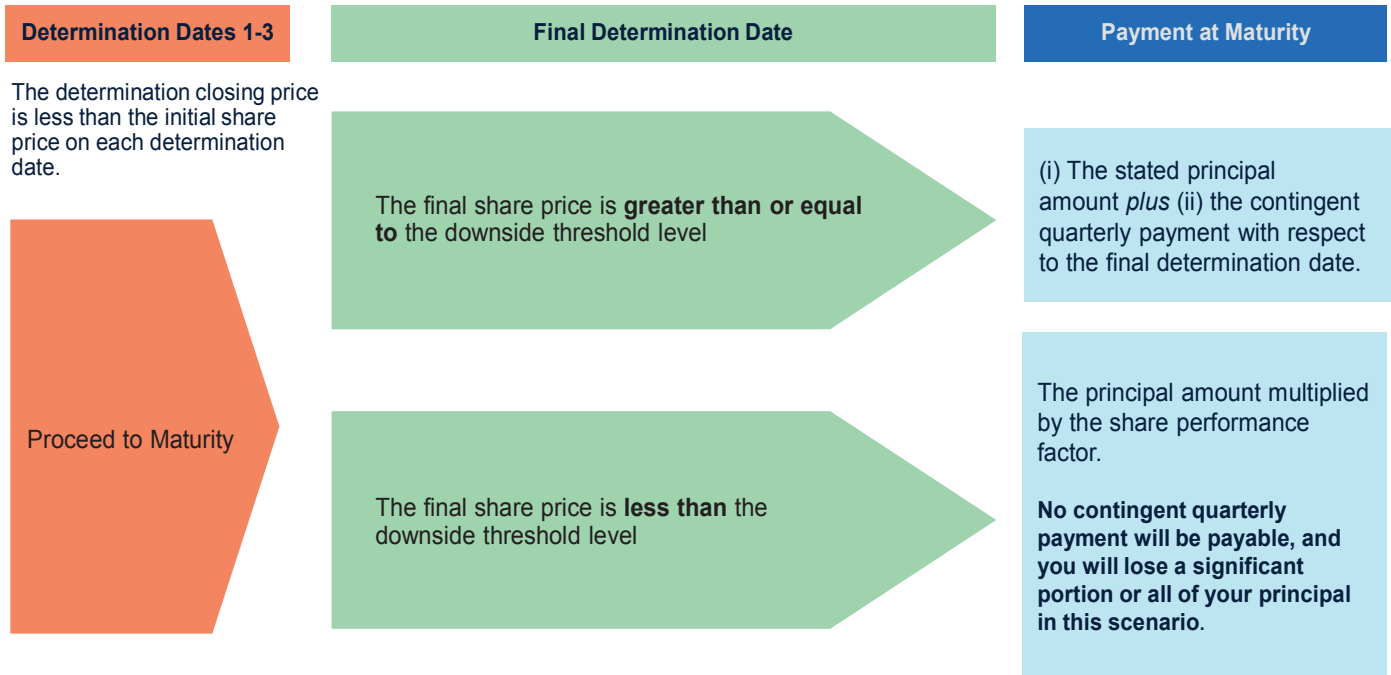 Determination Dates 1-3
Final Determination Date
Payment at Maturity
The determination closing price
is less than the initial share
price on each determination
date.
Proceed to Maturity
The final share price is greater than or equal
to the downside threshold level
(i) The stated principal
amount plus (ii) the contingent
quarterly payment with respect
to the final determination date.
The final share price is less than the
downside threshold level
The principal amount multiplied
by the share performance
factor.
No contingent quarterly
payment will be payable, and
you will lose a significant
portion or all of your principal
in this scenario.